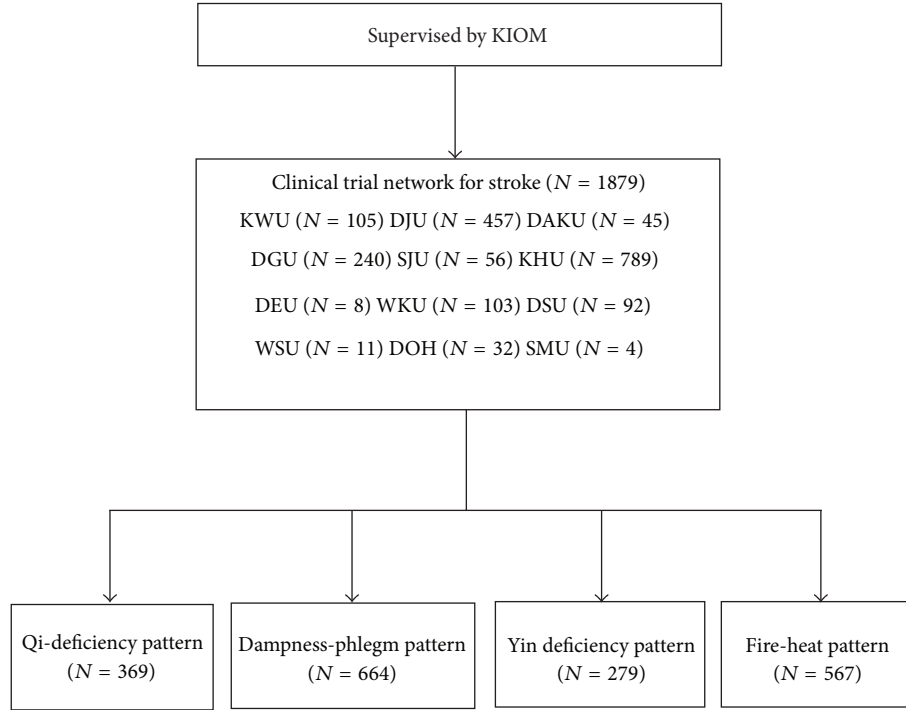 Supervised by KIOM
Clinical trial network for stroke (N = 1879)
KWU (N = 105) DJU (N = 457) DAKU (N = 45)
DGU (N = 240) SJU (N = 56) KHU (N = 789)
DEU (N = 8) WKU (N = 103) DSU (N = 92)
WSU (N = 11) DOH (N = 32) SMU (N = 4)
Qi-deficiency pattern
(N = 369)
Dampness-phlegm pattern
(N = 664)
Yin deficiency pattern
(N = 279)
Fire-heat pattern
(N = 567)